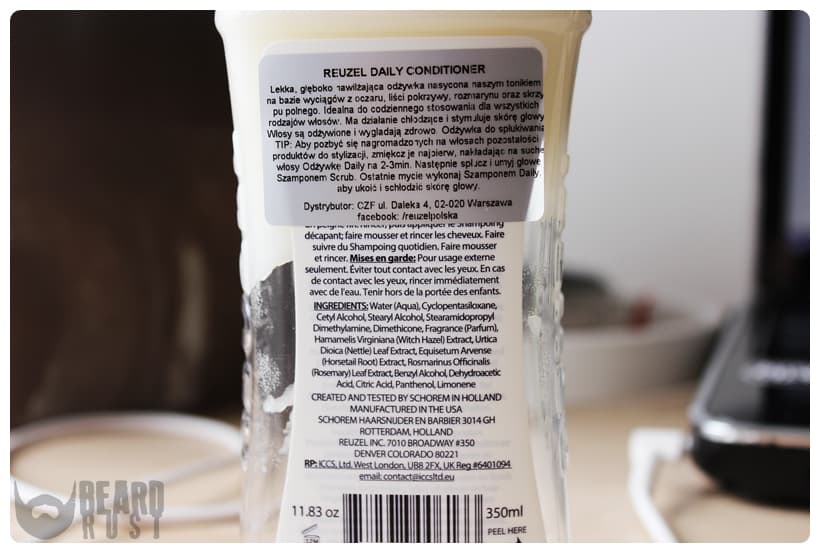 REUZEL DAILY CONDITIONER
Lekka, głęboko nawilżająca odżywka nasycona naszym tonikiem
na bazie wyciągów z oczaru, liści pokrzywy, rozmarynu oraz skrzy
pu polnego. Idealna do codziennego stosowania dla wszystkich
rodzajów włosów. Ma działanie chłodzące i stymuluje skórę głowy
Włosy są odżywione i wyglądają zdrowo. Odżywka do spłukiwania
TIP: Aby pozbyć się nagromadzonych na włosach pozostałości
produktów do stylizacji, zmiękcz je najpierw, nakładając na suche
włosy Odżywkę Daily na 2-3min. Następnie spłucz i umyj głowę
Szamponem Scrub. Ostatnie mycie wykonaj Szamponem Daily,
aby ukoić i schłodzić skórę głowy.
Dystrybutor: CZF ul. Daleka 4, 02-020 Warszawa
facebook: /reuzelpolska
un peigne fin. Rincer, puis appliquer le Shampoing
décapant; faire mousser et rincer les cheveux. Faire
suivre du Shampoing quotidien. Faire mousser
et rincer. Mises en garde: Pour usage externe
seulement. Éviter tout contact avec les yeux. En cas
de contact avec les yeux, rincer immédiatement
avec de l'eau. Tenir hors de la portée des enfants.
INGREDIENTS: Water (Aqua), Cyclopentasiloxane,
Cetyl Alcohol, Stearyl Alcohol, Stearamidopropyl
Dimethylamine, Dimethicone, Fragrance (Parfum),
Hamamelis Virginiana (Witch Hazel) Extract, Urtica
Dioica (Nettle) Leaf Extract, Equisetum Arvense
(Horsetail Root) Extract, Rosmarinus Officinalis
(Rosemary) Leaf Extract, Benzyl Alcohol, Dehydroacetic
Acid, Citric Acid, Panthenol, Limonene
CREATED AND TESTED BY SCHOREM IN HOLLAND
MANUFACTURED IN THE USA
SCHOREM HAARSNIJDER EN BARBIER 3014 GH
ROTTERDAM, HOLLAND
REUZEL INC. 7010 BROADWAY #350
DENVER COLORADO 80221
RP: ICCS, Ltd. West London, UB8 2FX, UK Reg #6401094
email: contact@iccsltd.eu
11.83 oz 350ml
PEEL HERE
12M
BEARD
RUST